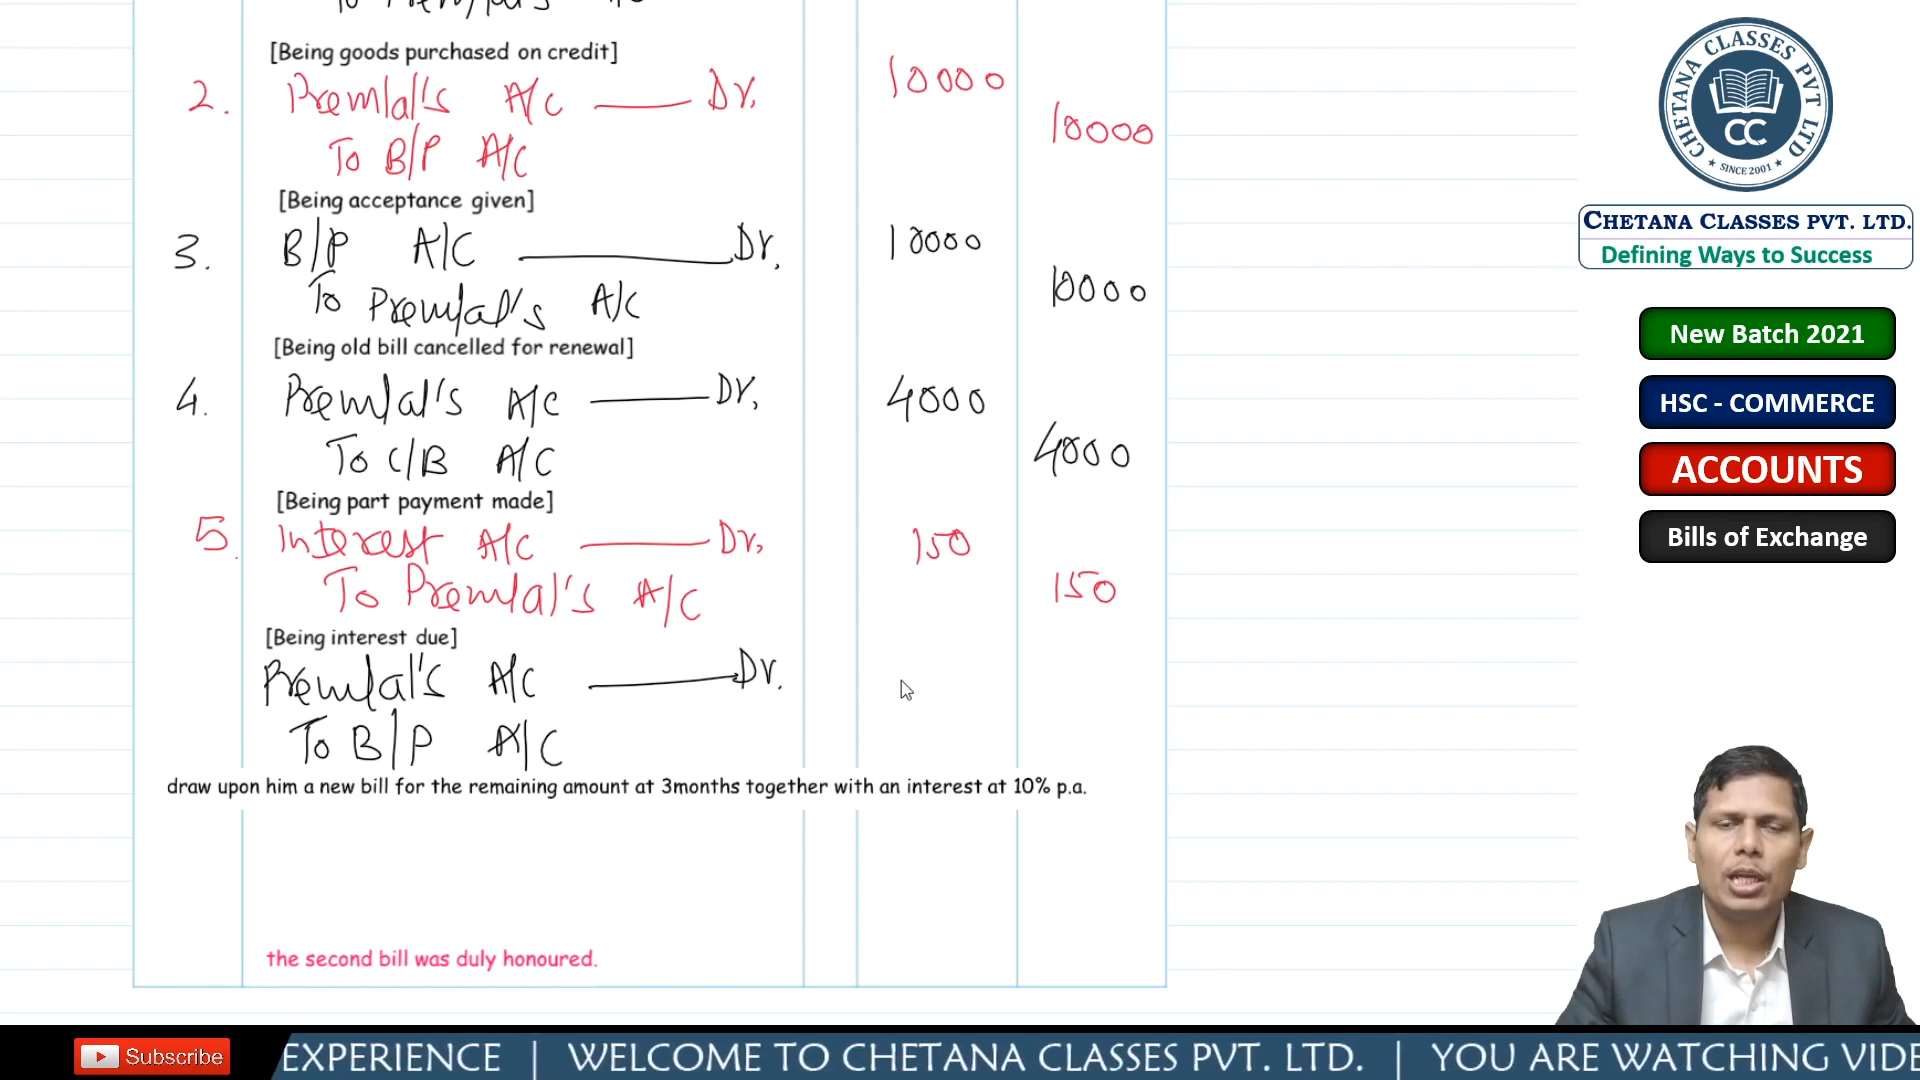 [Being goods purchased on credit]
2. Premlal's A/C —— Dr. 10000
To B/P A/C 10000
[Being acceptance given]
3. B/P A/C —— Dr. 10000
To Premlal's A/C 10000
[Being old bill cancelled for renewal]
4. Premlal's A/C —— Dr. 4000
To C/B A/C 4000
[Being part payment made]
5. Interest A/C —— Dr. 150
To Premlal's A/C 150
[Being interest due]
Premlal's A/C —— Dr.
To B/P A/C
draw upon him a new bill for the remaining amount at 3months together with an interest at 10% p.a.
the second bill was duly honoured.
CHETANA CLASSES PVT LTD
CC
SINCE 2001
CHETANA CLASSES PVT. LTD.
Defining Ways to Success
New Batch 2021
HSC - COMMERCE
ACCOUNTS
Bills of Exchange
Subscribe
EXPERIENCE | WELCOME TO CHETANA CLASSES PVT. LTD. | YOU ARE WATCHING VIDE